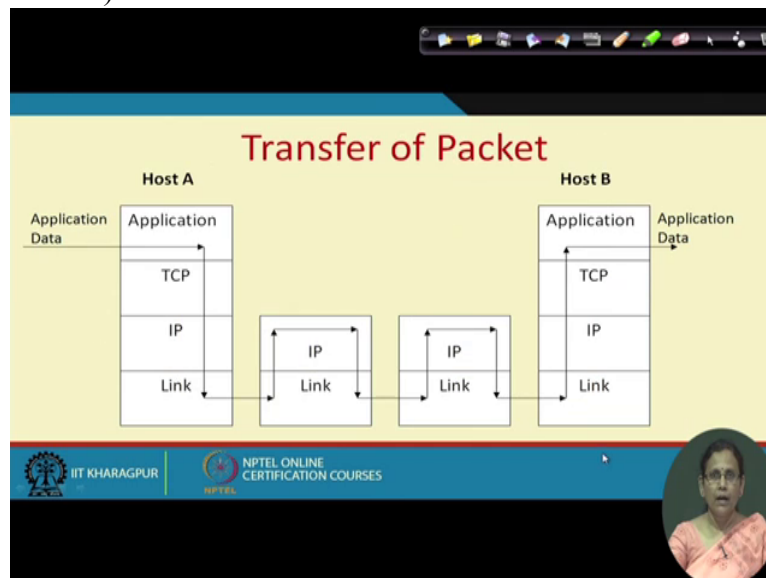 Transfer of Packet
Host A
Host B
Application
Data
Application
Application
Application
Data
TCP
TCP
IP
IP
IP
IP
Link
Link
Link
Link
IIT KHARAGPUR
NPTEL
NPTEL ONLINE
CERTIFICATION COURSES